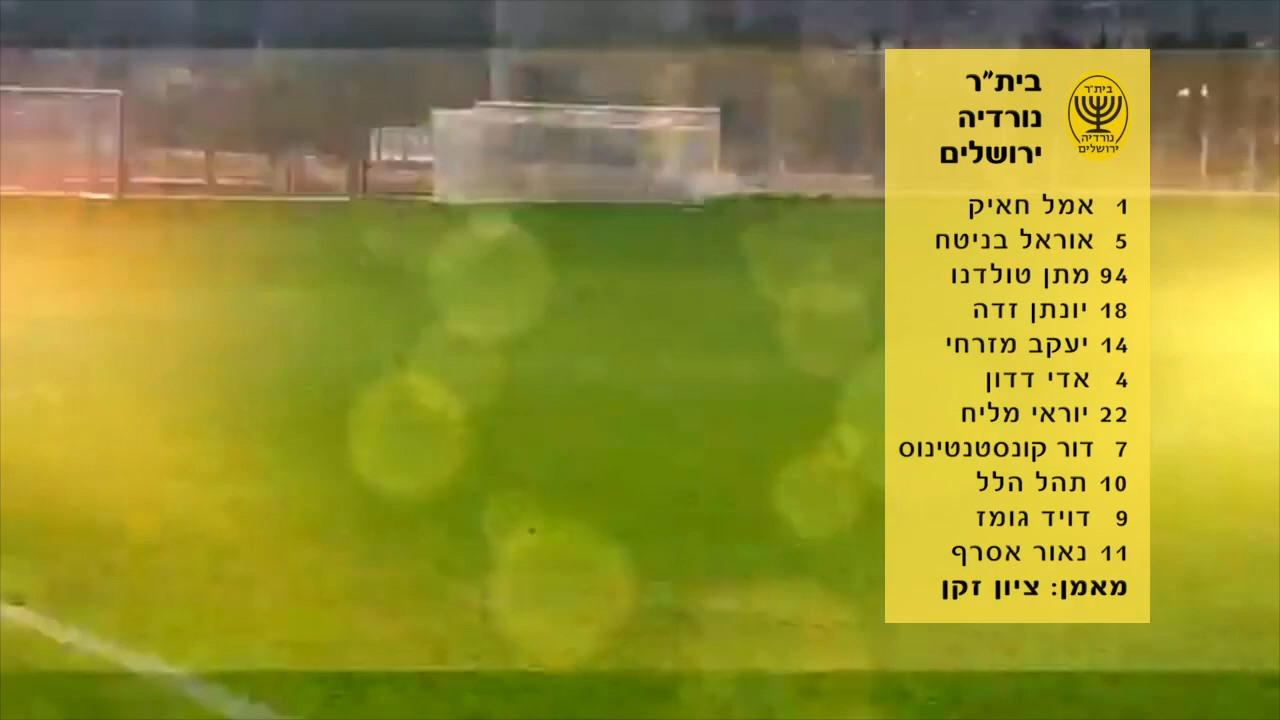 בית"ר
נורדיה
ירושלים
בית"ר
נורדיה
ירושלים
1 אמל חאיק
5 אוראל בניטח
94 מתן טולדנו
18 יונתן זדה
14 יעקב מזרחי
4 אדי דדון
22 יוראי מליח
7 דור קונסטנטינוס
10 תהל הלל
9 דויד גומז
11 נאור אסרף
מאמן: ציון זקן